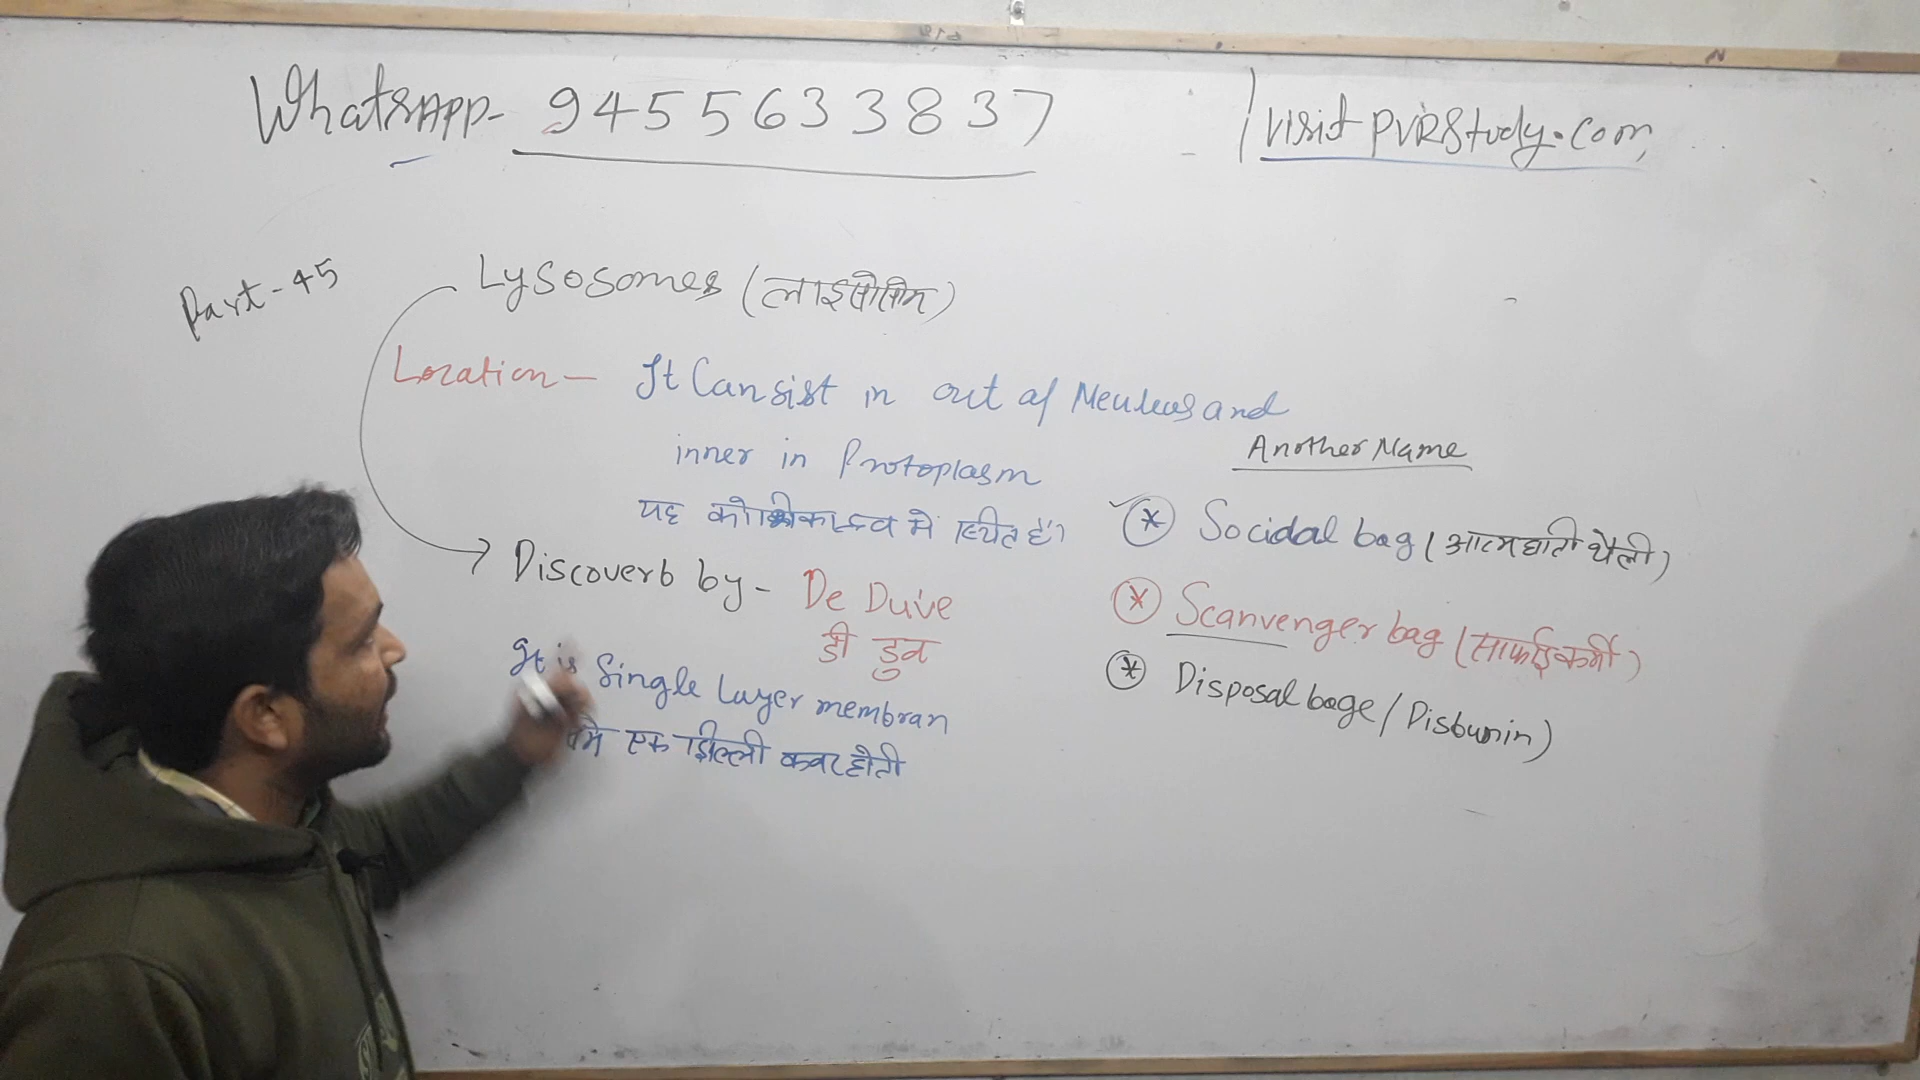 WhatsAPP- 9455633837
visit PVRStudy.com
Part-45
Lysosomes (लाइसोसोम)
Location - It Cansist in out of Neuleus and
inner in Protoplasm
यह कोशिकाद्रव मे स्थित है।
Discoverb by - De Duve
डी डुव
It is Single Layer membran
मे एक झिल्ली कवर होती
Another Name
* Socidal bag (आत्मघाती थैली)
* Scanvenger bag (सफाईकर्मी)
* Disposal bage / Disbunin)